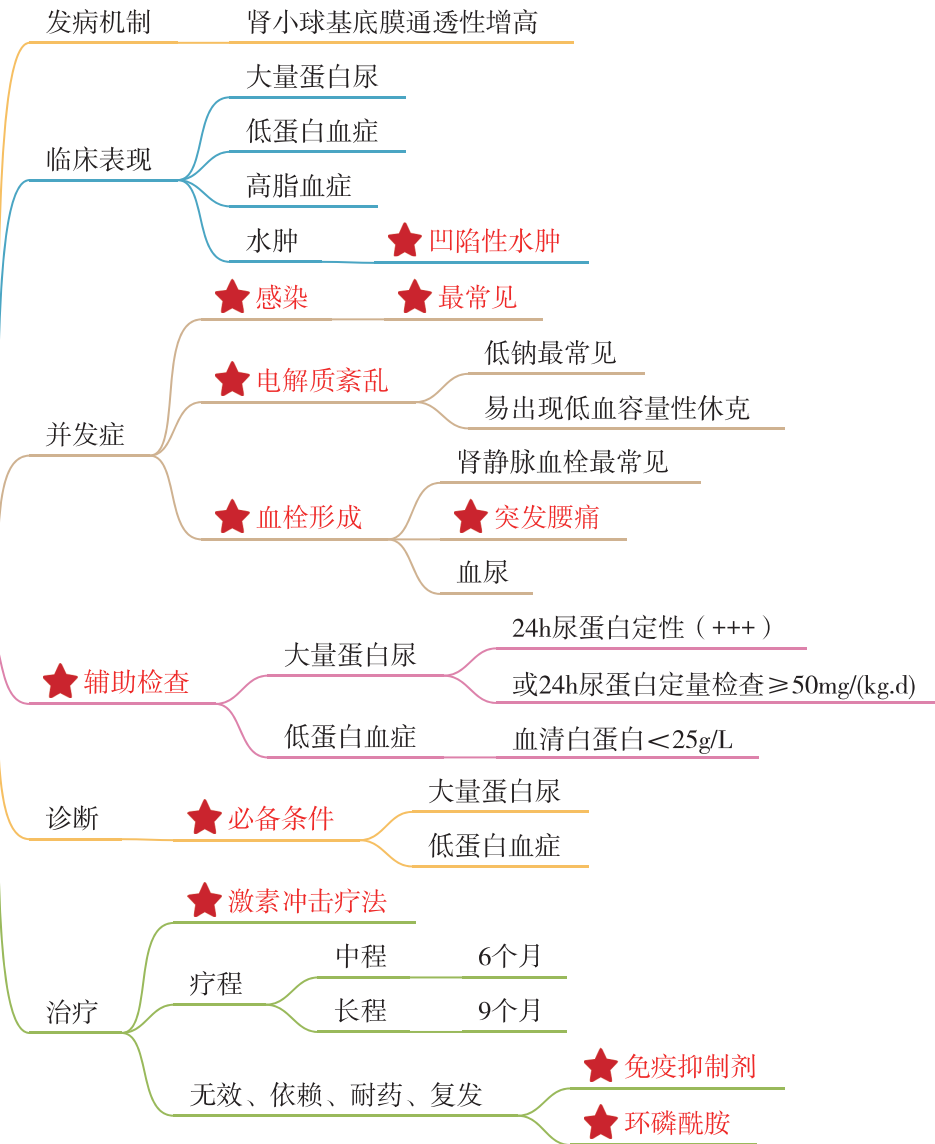 发病机制 肾小球基底膜通透性增高
大量蛋白尿
低蛋白血症
临床表现
高脂血症
水肿 凹陷性水肿
感染 最常见
低钠最常见
电解质紊乱
易出现低血容量性休克
并发症
肾静脉血栓最常见
血栓形成 突发腰痛
血尿
24h尿蛋白定性（+++）
大量蛋白尿
辅助检查
或24h尿蛋白定量检查≥50mg/(kg.d)
低蛋白血症 血清白蛋白＜25g/L
大量蛋白尿
诊断 必备条件
低蛋白血症
激素冲击疗法
中程 6个月
疗程
长程 9个月
治疗
免疫抑制剂
无效、依赖、耐药、复发
环磷酰胺